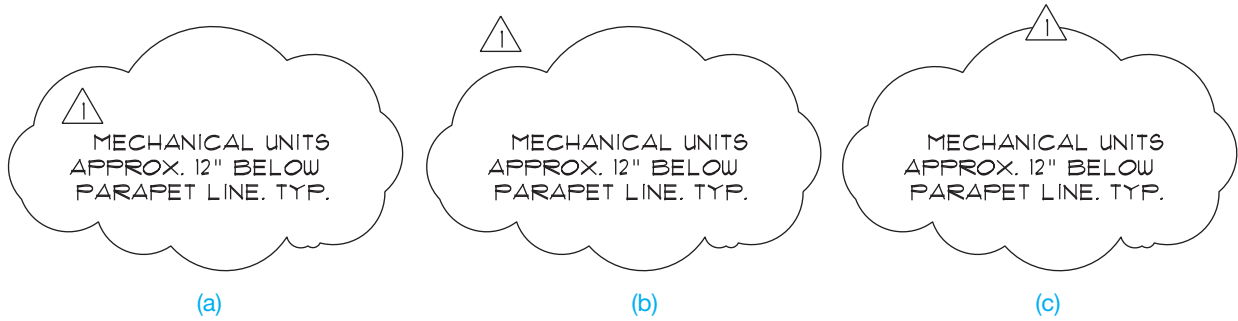 1
MECHANICAL UNITS
APPROX. 12" BELOW
PARAPET LINE. TYP.
(a)
1
MECHANICAL UNITS
APPROX. 12" BELOW
PARAPET LINE. TYP.
(b)
1
MECHANICAL UNITS
APPROX. 12" BELOW
PARAPET LINE. TYP.
(c)